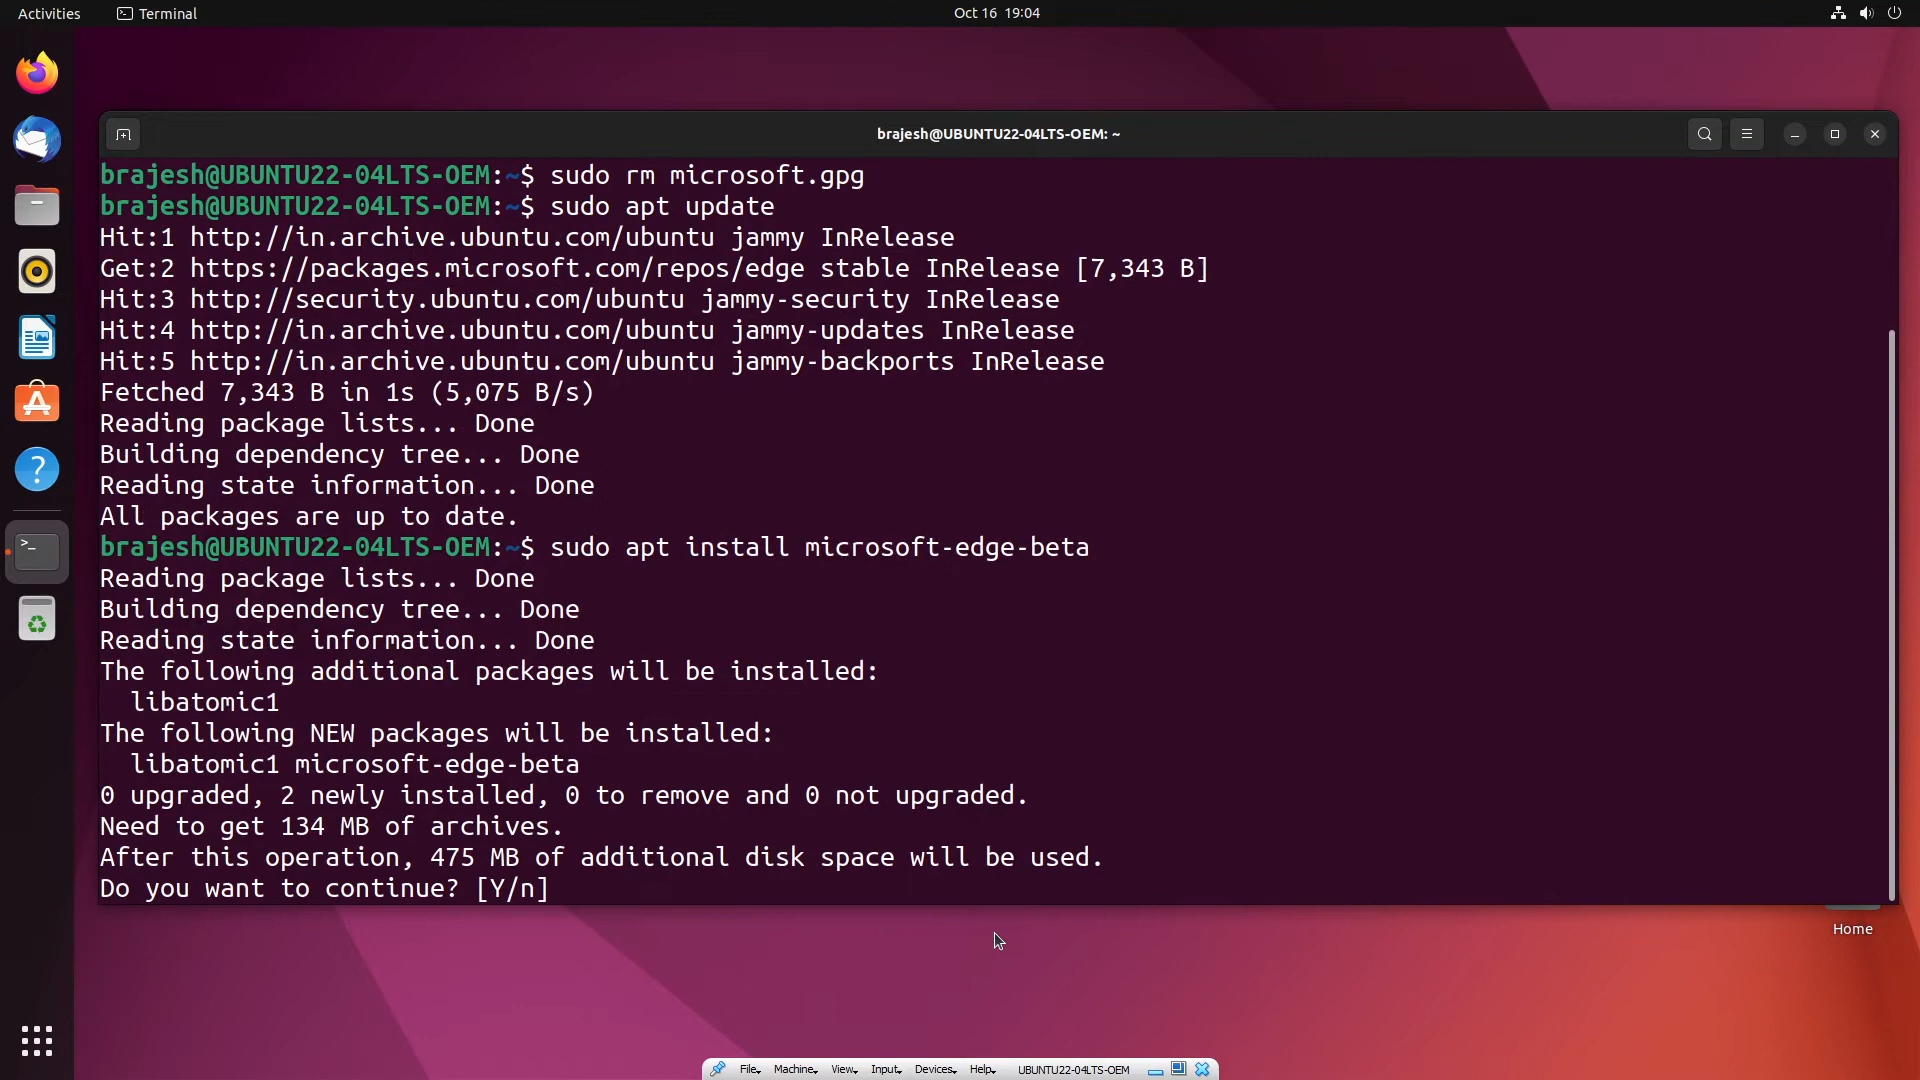 Activities Terminal Oct 16 19:04
brajesh@UBUNTU22-04LTS-OEM: ~
brajesh@UBUNTU22-04LTS-OEM:~$ sudo rm microsoft.gpg
brajesh@UBUNTU22-04LTS-OEM:~$ sudo apt update
Hit:1 http://in.archive.ubuntu.com/ubuntu jammy InRelease
Get:2 https://packages.microsoft.com/repos/edge stable InRelease [7,343 B]
Hit:3 http://security.ubuntu.com/ubuntu jammy-security InRelease
Hit:4 http://in.archive.ubuntu.com/ubuntu jammy-updates InRelease
Hit:5 http://in.archive.ubuntu.com/ubuntu jammy-backports InRelease
Fetched 7,343 B in 1s (5,075 B/s)
Reading package lists... Done
Building dependency tree... Done
Reading state information... Done
All packages are up to date.
brajesh@UBUNTU22-04LTS-OEM:~$ sudo apt install microsoft-edge-beta
Reading package lists... Done
Building dependency tree... Done
Reading state information... Done
The following additional packages will be installed:
  libatomic1
The following NEW packages will be installed:
  libatomic1 microsoft-edge-beta
0 upgraded, 2 newly installed, 0 to remove and 0 not upgraded.
Need to get 134 MB of archives.
After this operation, 475 MB of additional disk space will be used.
Do you want to continue? [Y/n]
Home
File Machine View Input Devices Help UBUNTU22-04LTS-OEM